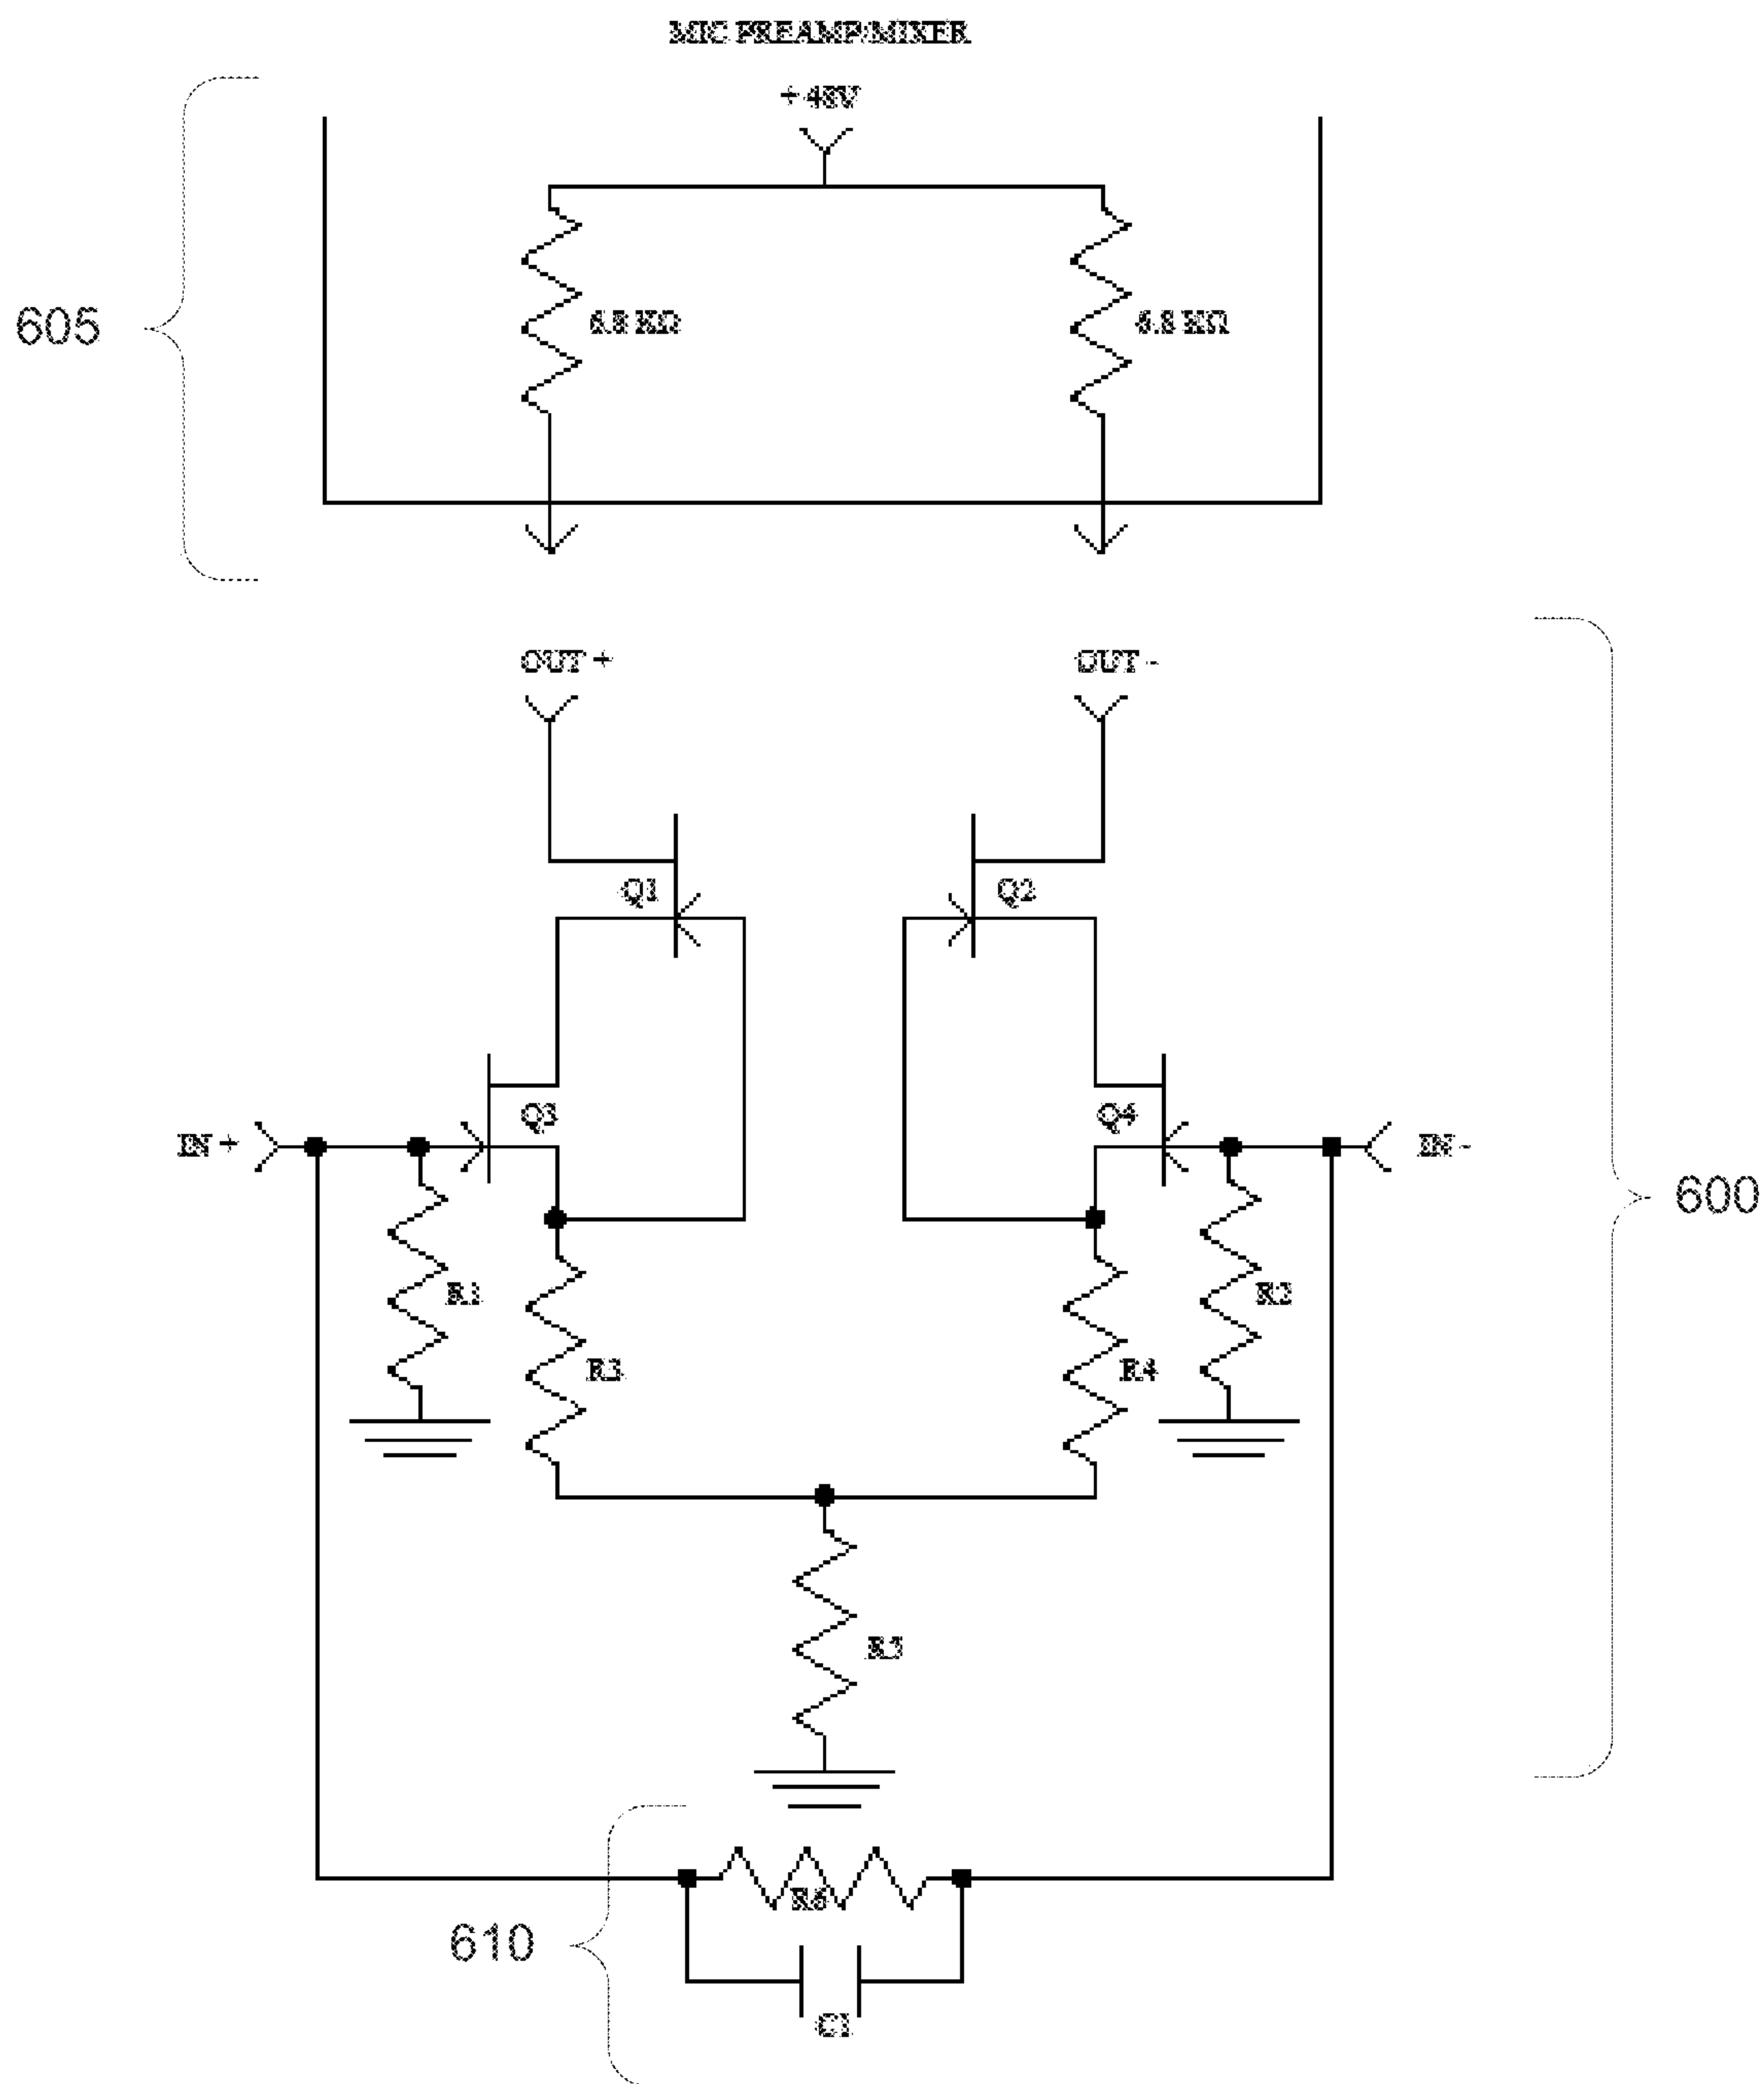 MIC PREAMP/MIXER
+48V
605
6.8 KΩ
6.8 KΩ
OUT +
OUT -
Q1
Q2
Q3
Q4
IN +
IN -
600
R1
R2
R3
R4
R5
R6
610
C1